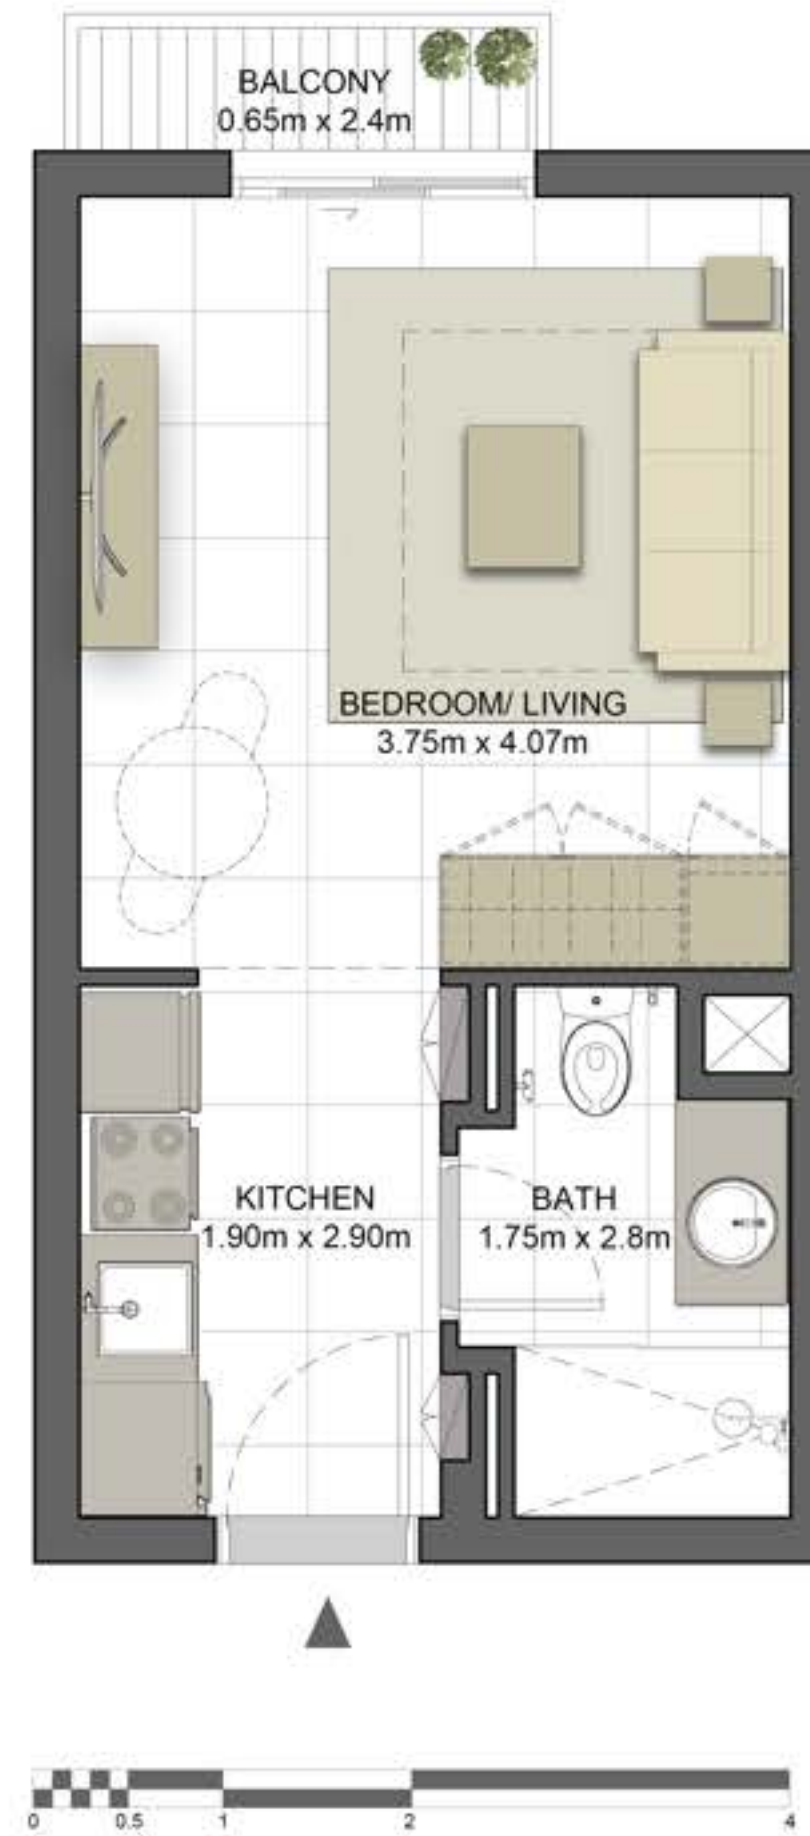 BALCONY
0.65m x 2.4m
BEDROOM/ LIVING
3.75m x 4.07m
KITCHEN
1.90m x 2.90m
BATH
1.75m x 2.8m
0 0.5 1 2 4